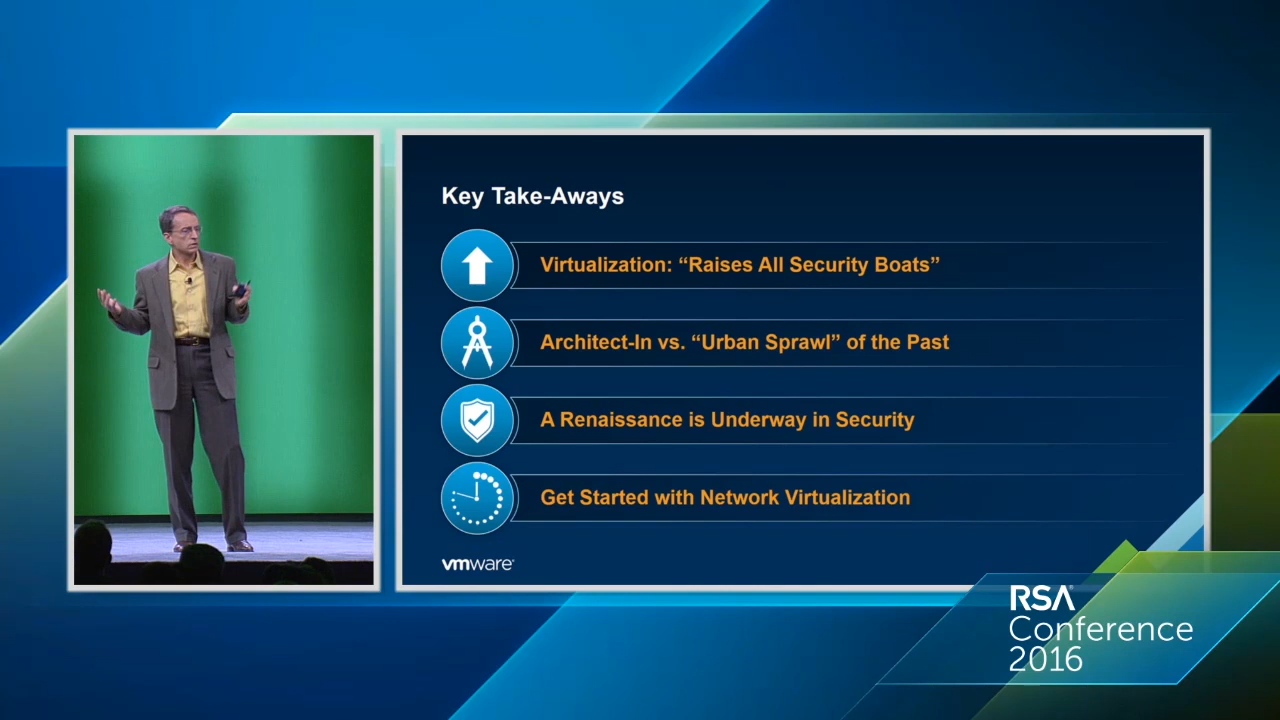 Key Take-Aways
Virtualization: “Raises All Security Boats”
Architect-In vs. “Urban Sprawl” of the Past
A Renaissance is Underway in Security
Get Started with Network Virtualization
vmware
RSA
Conference
2016